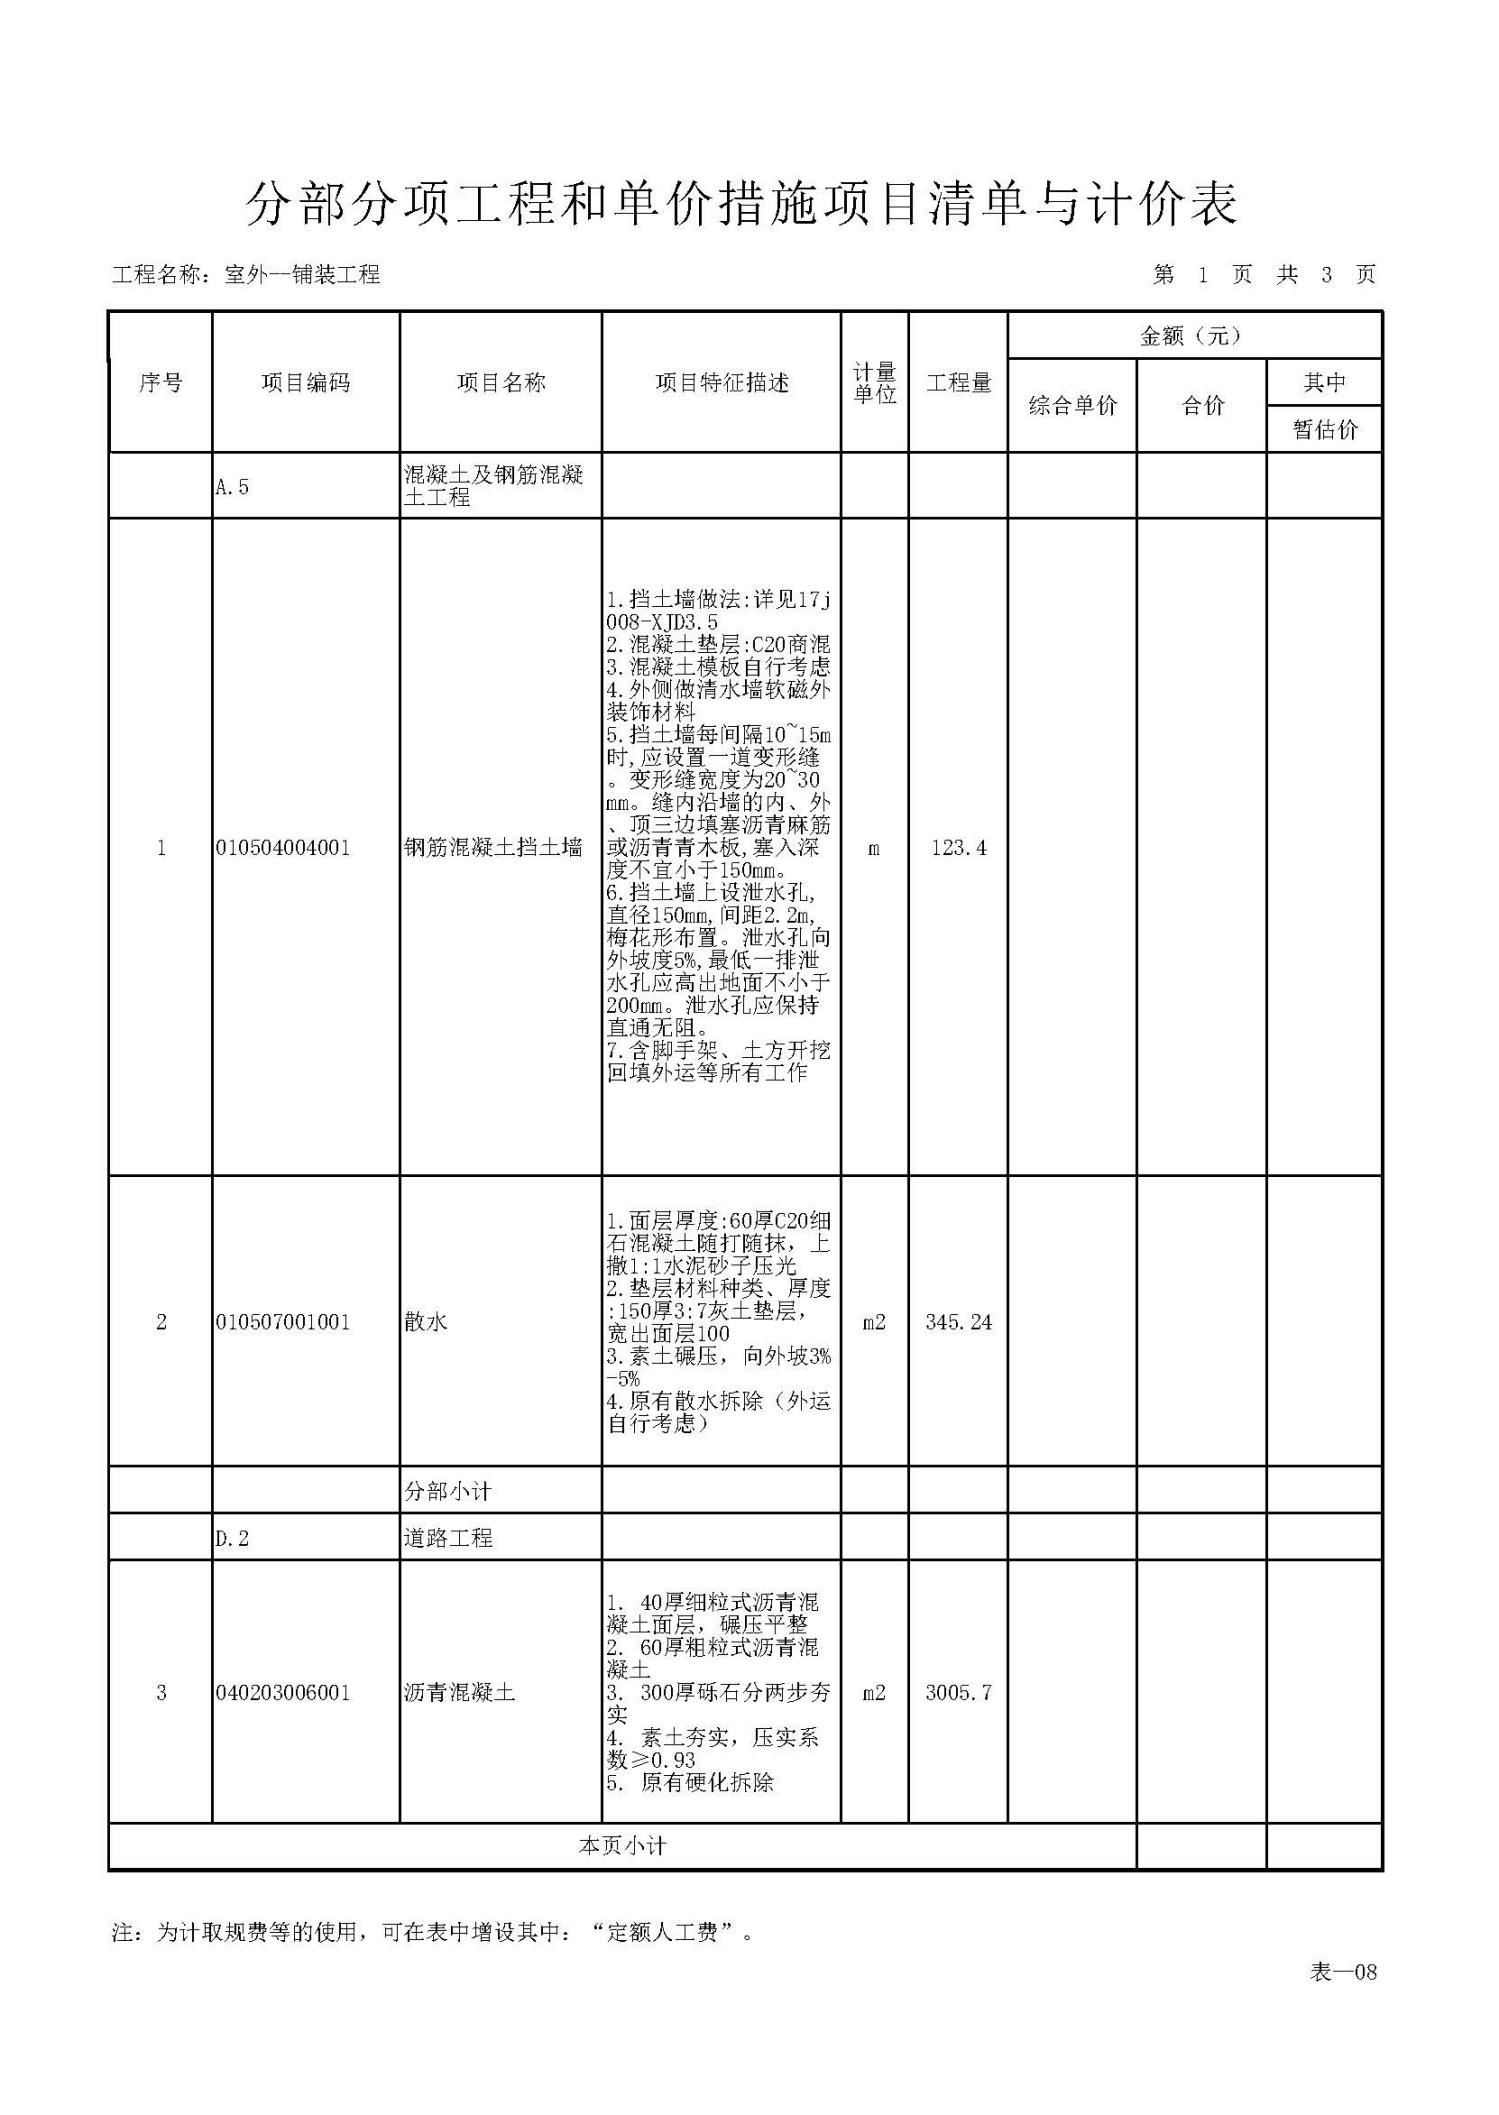 分部分项工程和单价措施项目清单与计价表
工程名称：室外--铺装工程
第 1 页 共 3 页
序号
项目编码
项目名称
项目特征描述
计量
单位
工程量
金额（元）
综合单价
合价
其中
暂估价
A.5
混凝土及钢筋混凝
土工程
1
010504004001
钢筋混凝土挡土墙
1.挡土墙做法:详见17j
008-XJD3.5
2.混凝土垫层:C20商混
3.混凝土模板自行考虑
4.外侧做清水墙软磁外
装饰材料
5.挡土墙每间隔10~15m
时,应设置一道变形缝
。变形缝宽度为20~30
mm。缝内沿墙的内、外
、顶三边填塞沥青麻筋
或沥青青木板,塞入深
度不宜小于150mm。
6.挡土墙上设泄水孔,
直径150mm,间距2.2m,
梅花形布置。泄水孔向
外坡度5%,最低一排泄
水孔应高出地面不小于
200mm。泄水孔应保持
直通无阻。
7.含脚手架、土方开挖
回填外运等所有工作
m
123.4
2
010507001001
散水
1.面层厚度:60厚C20细
石混凝土随打随抹，上
撒1:1水泥砂子压光
2.垫层材料种类、厚度
:150厚3:7灰土垫层，
宽出面层100
3.素土碾压，向外坡3%
-5%
4.原有散水拆除（外运
自行考虑）
m2
345.24
分部小计
D.2
道路工程
3
040203006001
沥青混凝土
1. 40厚细粒式沥青混
凝土面层，碾压平整
2. 60厚粗粒式沥青混
凝土
3. 300厚砾石分两步夯
实
4. 素土夯实，压实系
数≥0.93
5. 原有硬化拆除
m2
3005.7
本页小计
注：为计取规费等的使用，可在表中增设其中：“定额人工费”。
表—08